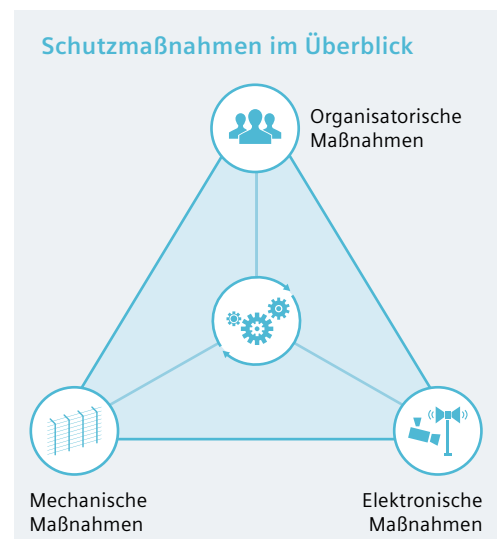 Schutzmaßnahmen im Überblick
Organisatorische
Maßnahmen
Mechanische
Maßnahmen
Elektronische
Maßnahmen